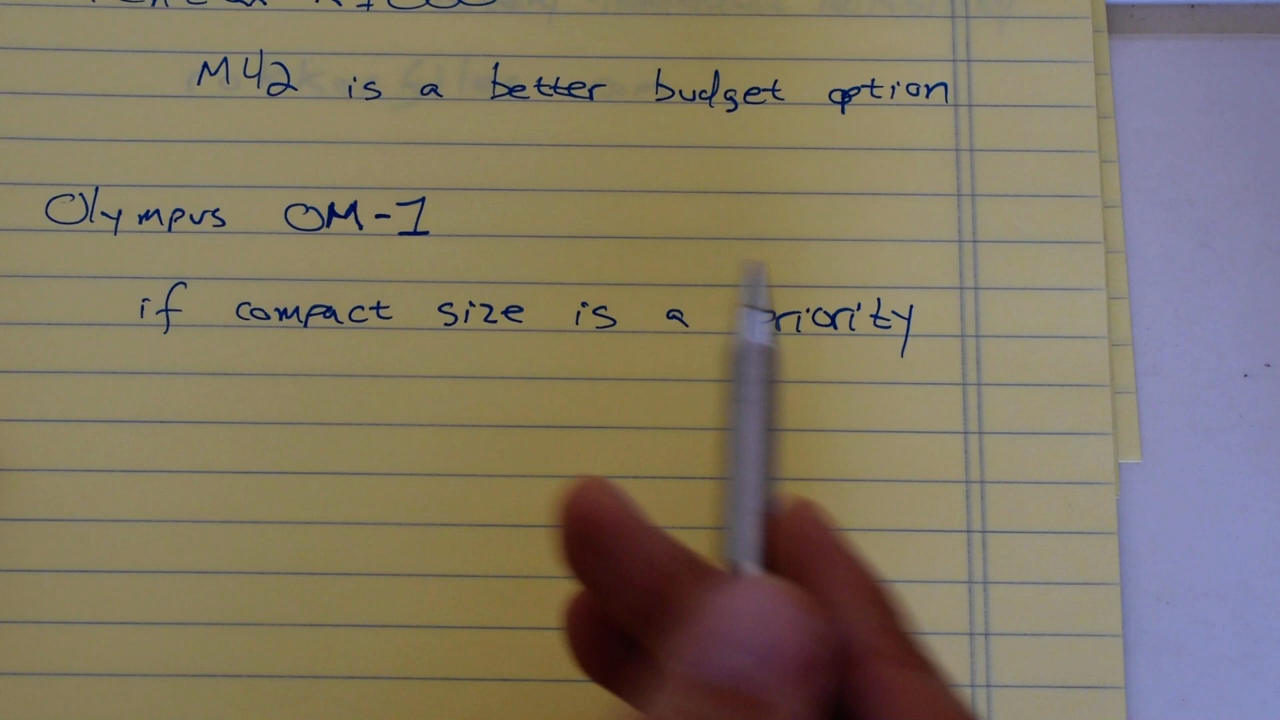 M42 is a better budget option
Olympus OM-1
if compact size is a priority